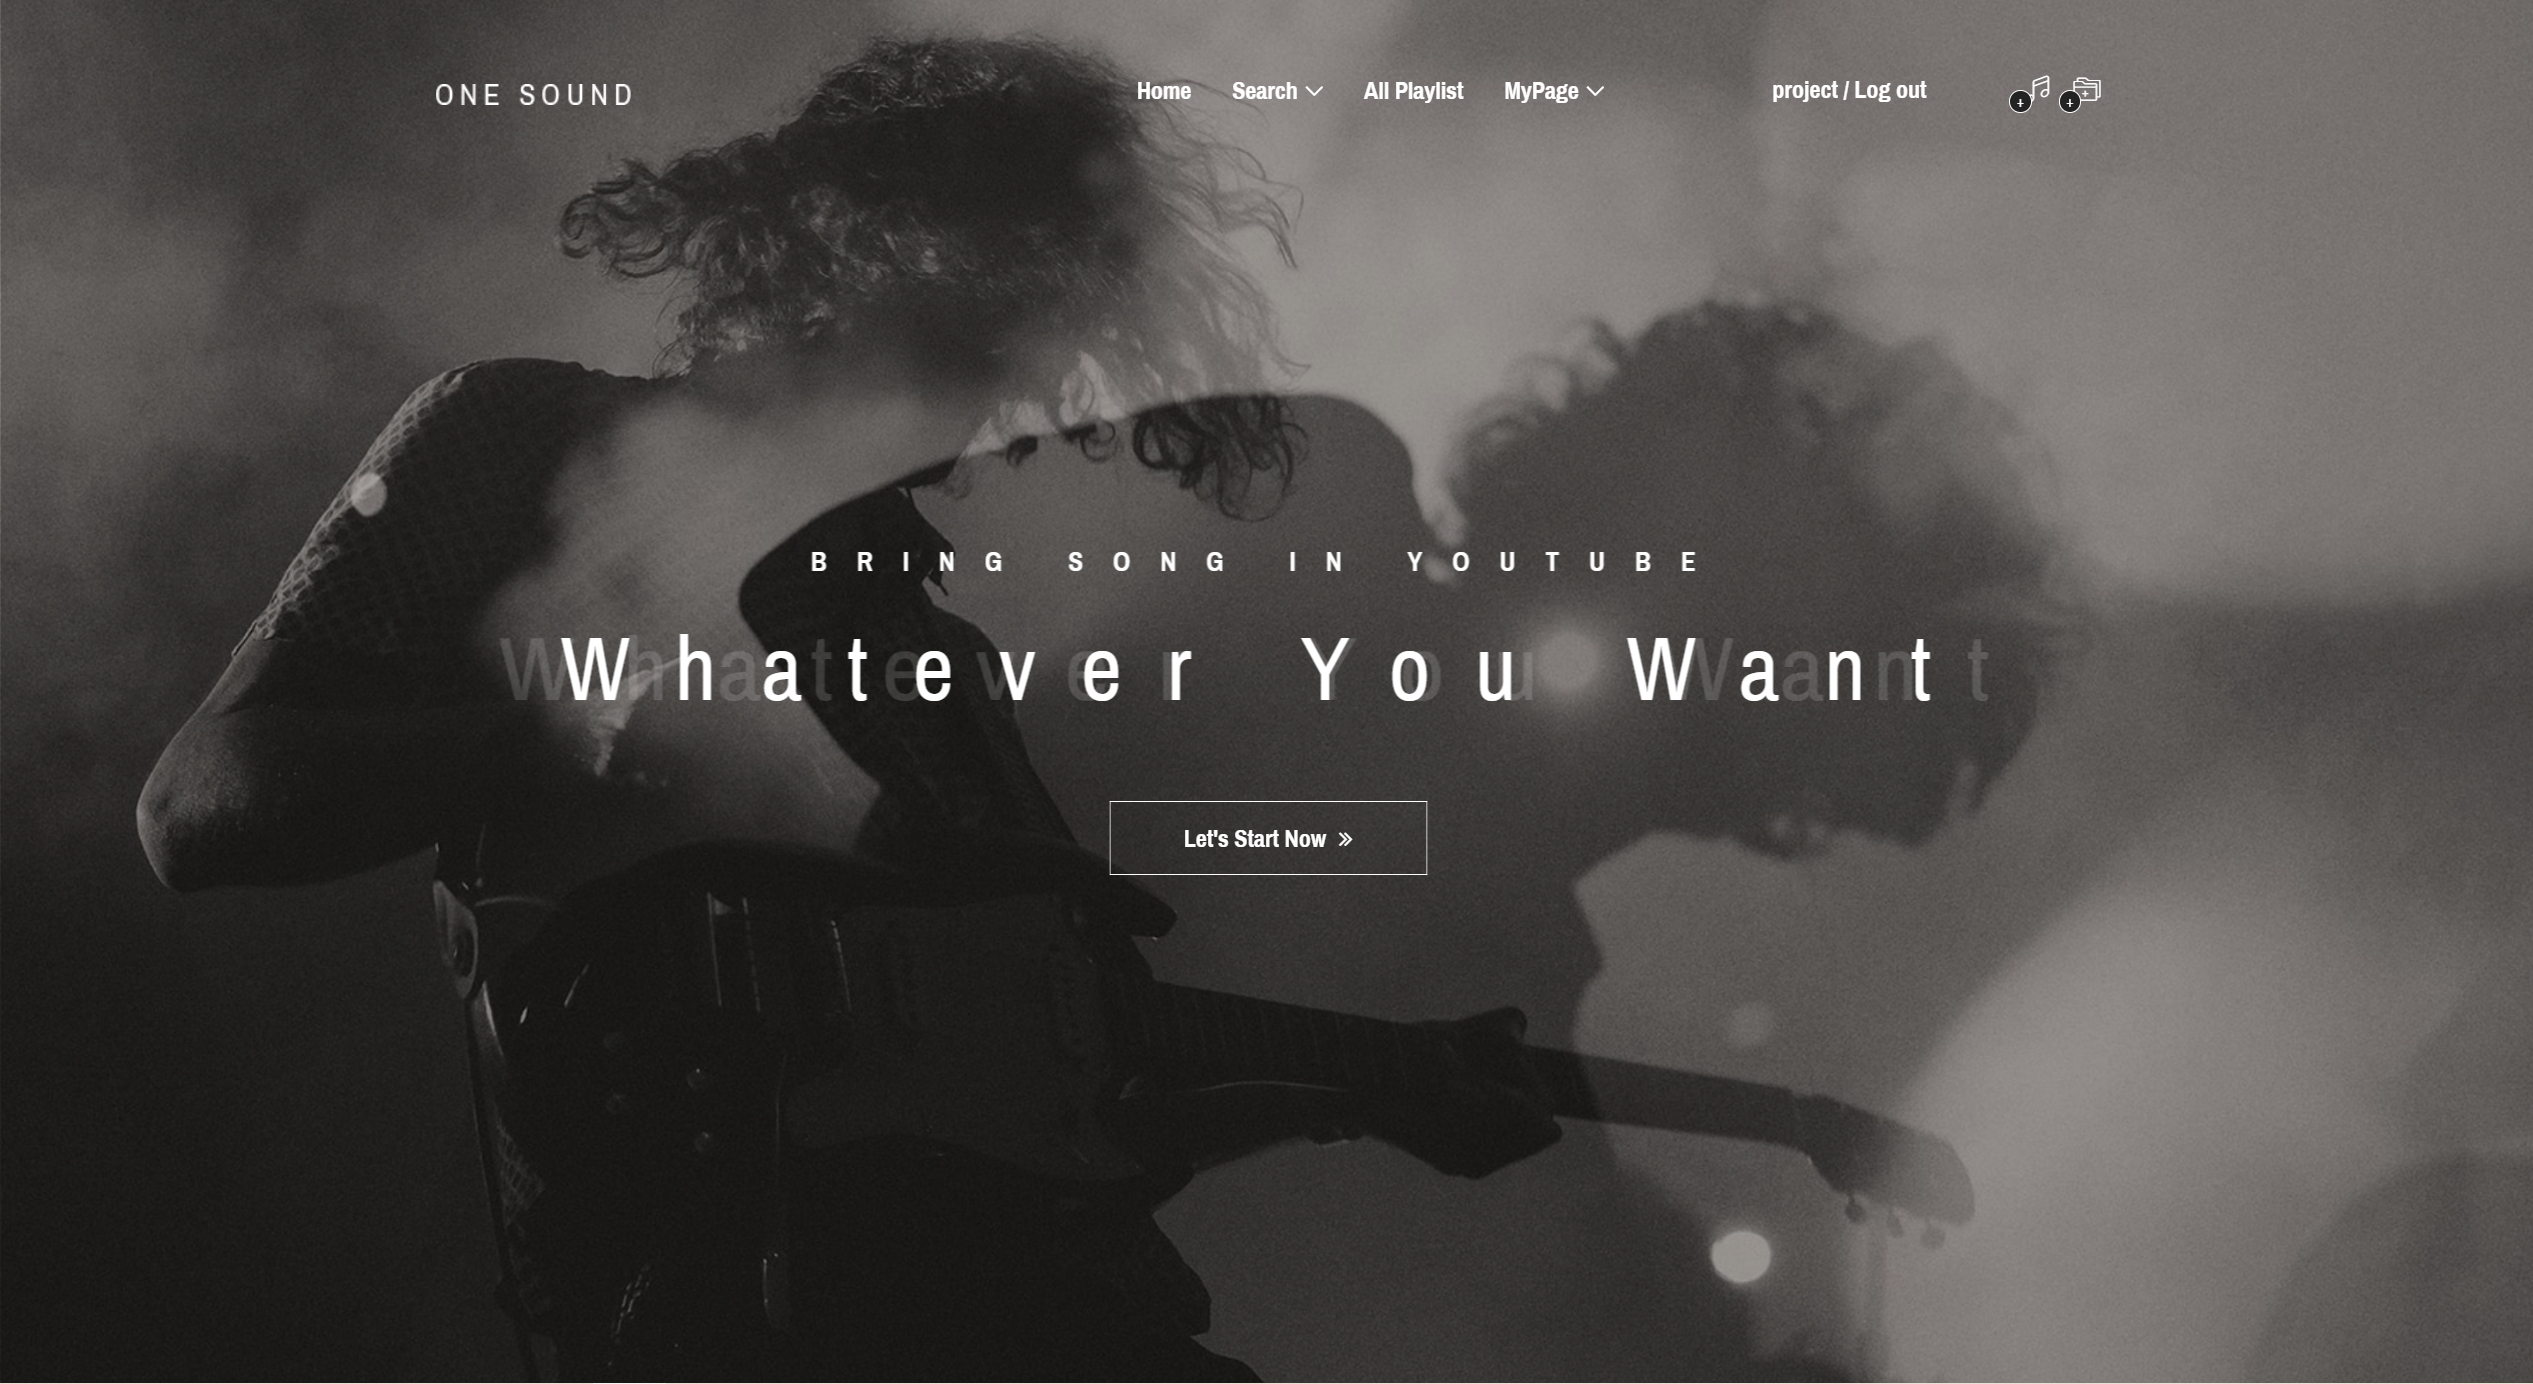 ONE SOUND
Home Search All Playlist MyPage project / Log out
BRING SONG IN YOUTUBE
Whatever You Want
Let's Start Now »